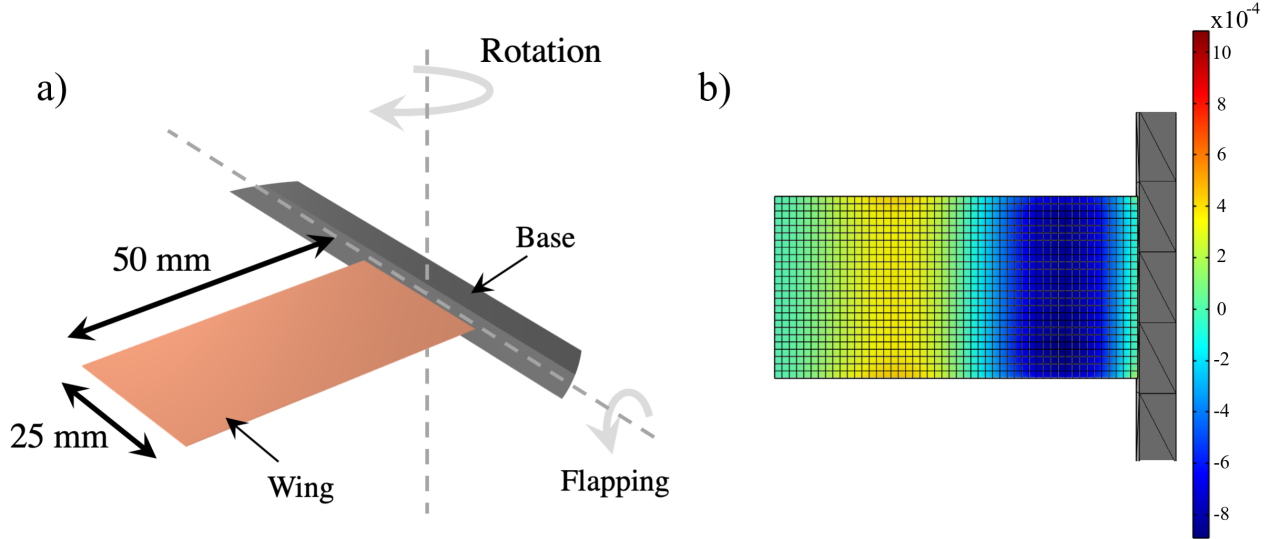 a)
Rotation
50 mm
Base
25 mm
Wing
Flapping
b)
x10-4
10
8
6
4
2
0
-2
-4
-6
-8